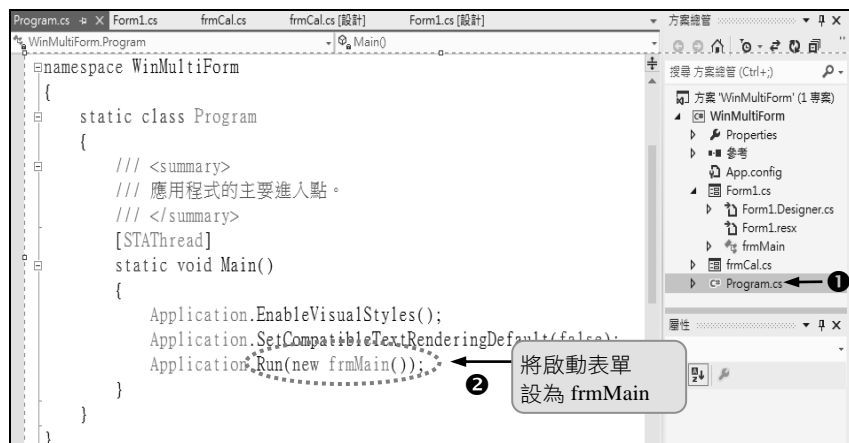 Program.cs
Form1.cs
frmCal.cs
frmCal.cs [設計]
Form1.cs [設計]
WinMultiForm.Program
Main()
namespace WinMultiForm
{
static class Program
{
/// <summary>
/// 應用程式的主要進入點。
/// </summary>
[STAThread]
static void Main()
{
Application.EnableVisualStyles();
Application.SetCompatibleTextRenderingDefault(false);
Application.Run(new frmMain());
}
}
}
❷
將啟動表單
設為 frmMain
方案總管
搜尋 方案總管 (Ctrl+;)
方案 'WinMultiForm' (1 專案)
WinMultiForm
Properties
參考
App.config
Form1.cs
Form1.Designer.cs
Form1.resx
frmMain
frmCal.cs
Program.cs
❶
屬性